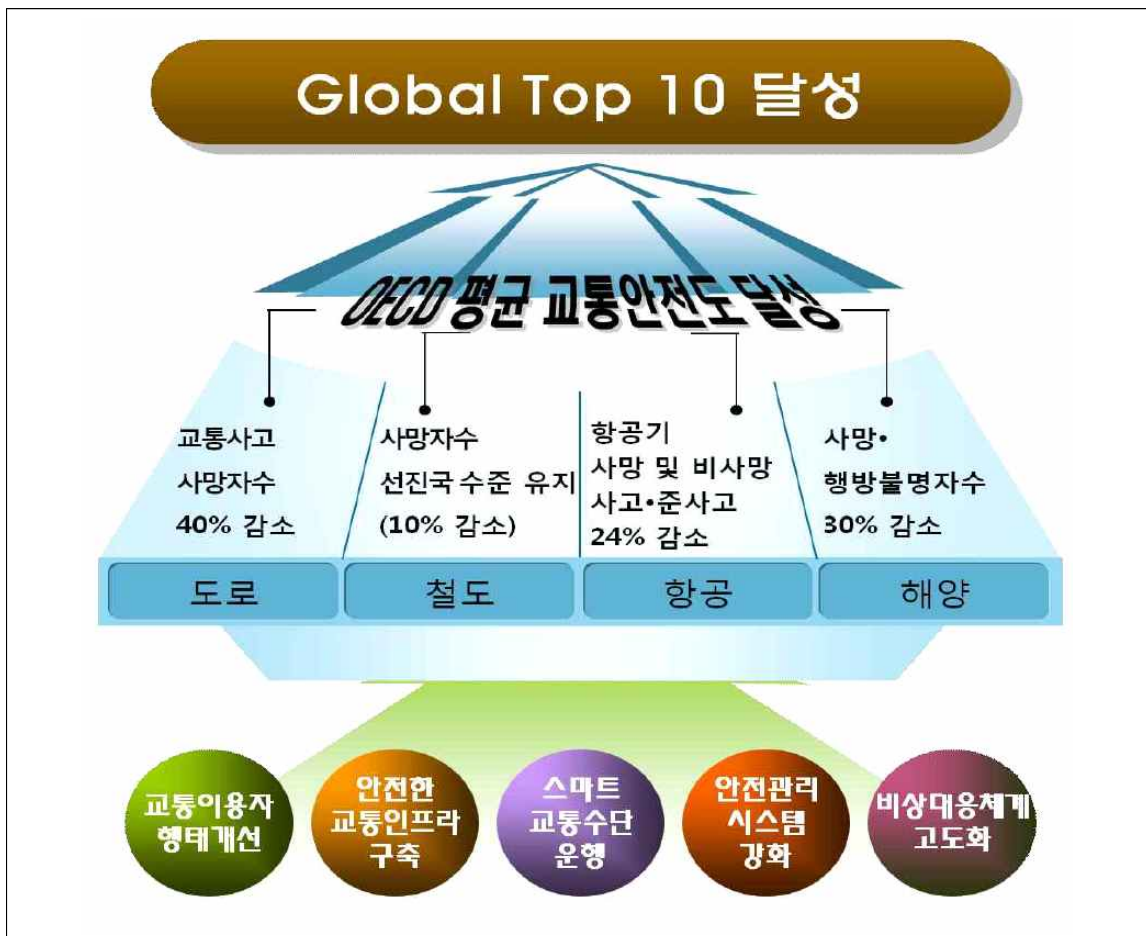 Global Top 10 달성
OECD 평균 교통안전도 달성
교통사고
사망자수
40% 감소
사망자수
선진국 수준 유지
(10% 감소)
항공기
사망 및 비사망
사고•준사고
24% 감소
사망•
행방불명자수
30% 감소
도로
철도
항공
해양
교통이용자
행태개선
안전한
교통인프라
구축
스마트
교통수단
운행
안전관리
시스템
강화
비상대응체계
고도화